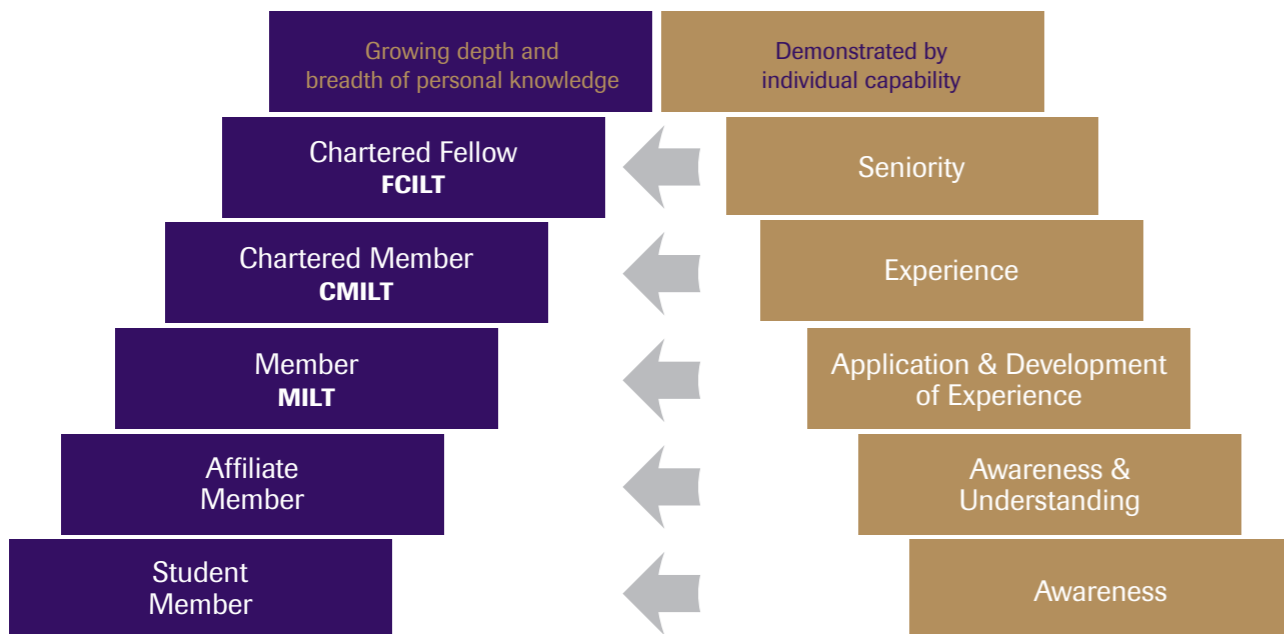 Growing depth and
breadth of personal knowledge
Demonstrated by
individual capability
Chartered Fellow
FCILT
Seniority
Chartered Member
CMILT
Experience
Member
MILT
Application & Development
of Experience
Affiliate
Member
Awareness &
Understanding
Student
Member
Awareness